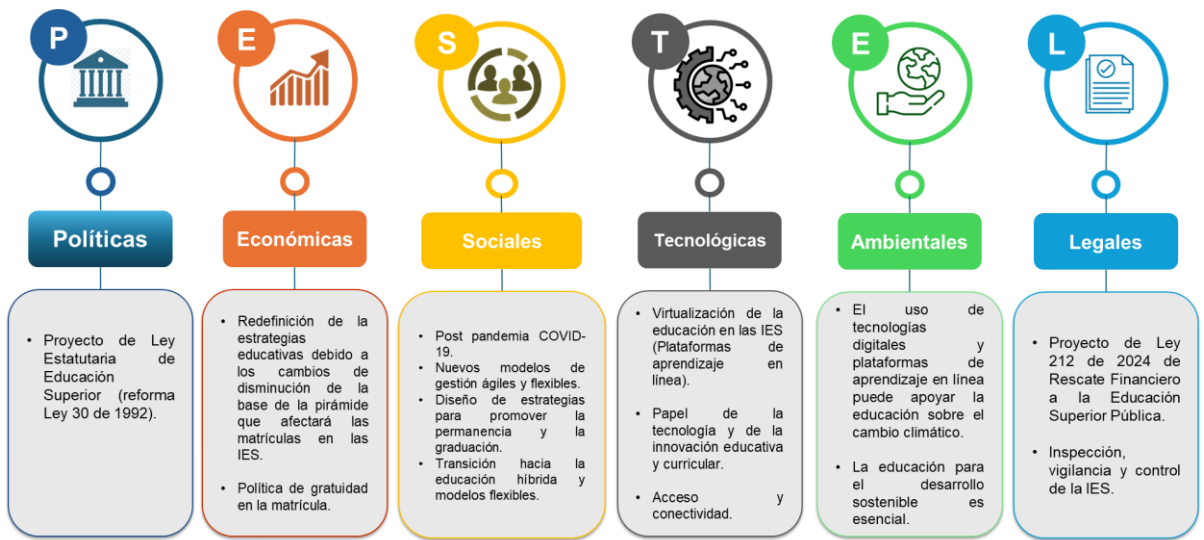 P
E
S
T
E
L
Políticas
Económicas
Sociales
Tecnológicas
Ambientales
Legales
• Proyecto de Ley
Estatutaria de
Educación
Superior (reforma
Ley 30 de 1992).
• Redefinición de la
estrategias
educativas debido a
los cambios de
disminución de la
base de la pirámide
que afectará las
matrículas en las
IES.
• Política de gratuidad
en la matrícula.
• Post pandemia COVID-
19.
• Nuevos modelos de
gestión ágiles y flexibles.
• Diseño de estrategias
para promover la
permanencia y la
graduación.
• Transición hacia la
educación híbrida y
modelos flexibles.
• Virtualización de la
educación en las IES
(Plataformas de
aprendizaje en
línea).
• Papel de la
tecnología y de la
innovación educativa
y curricular.
• Acceso y
conectividad.
• El uso de
tecnologías
digitales y
plataformas de
aprendizaje en línea
puede apoyar la
educación sobre el
cambio climático.
• La educación para
el desarrollo
sostenible es
esencial.
• Proyecto de Ley
212 de 2024 de
Rescate Financiero
a la Educación
Superior Pública.
• Inspección,
vigilancia y control
de la IES.